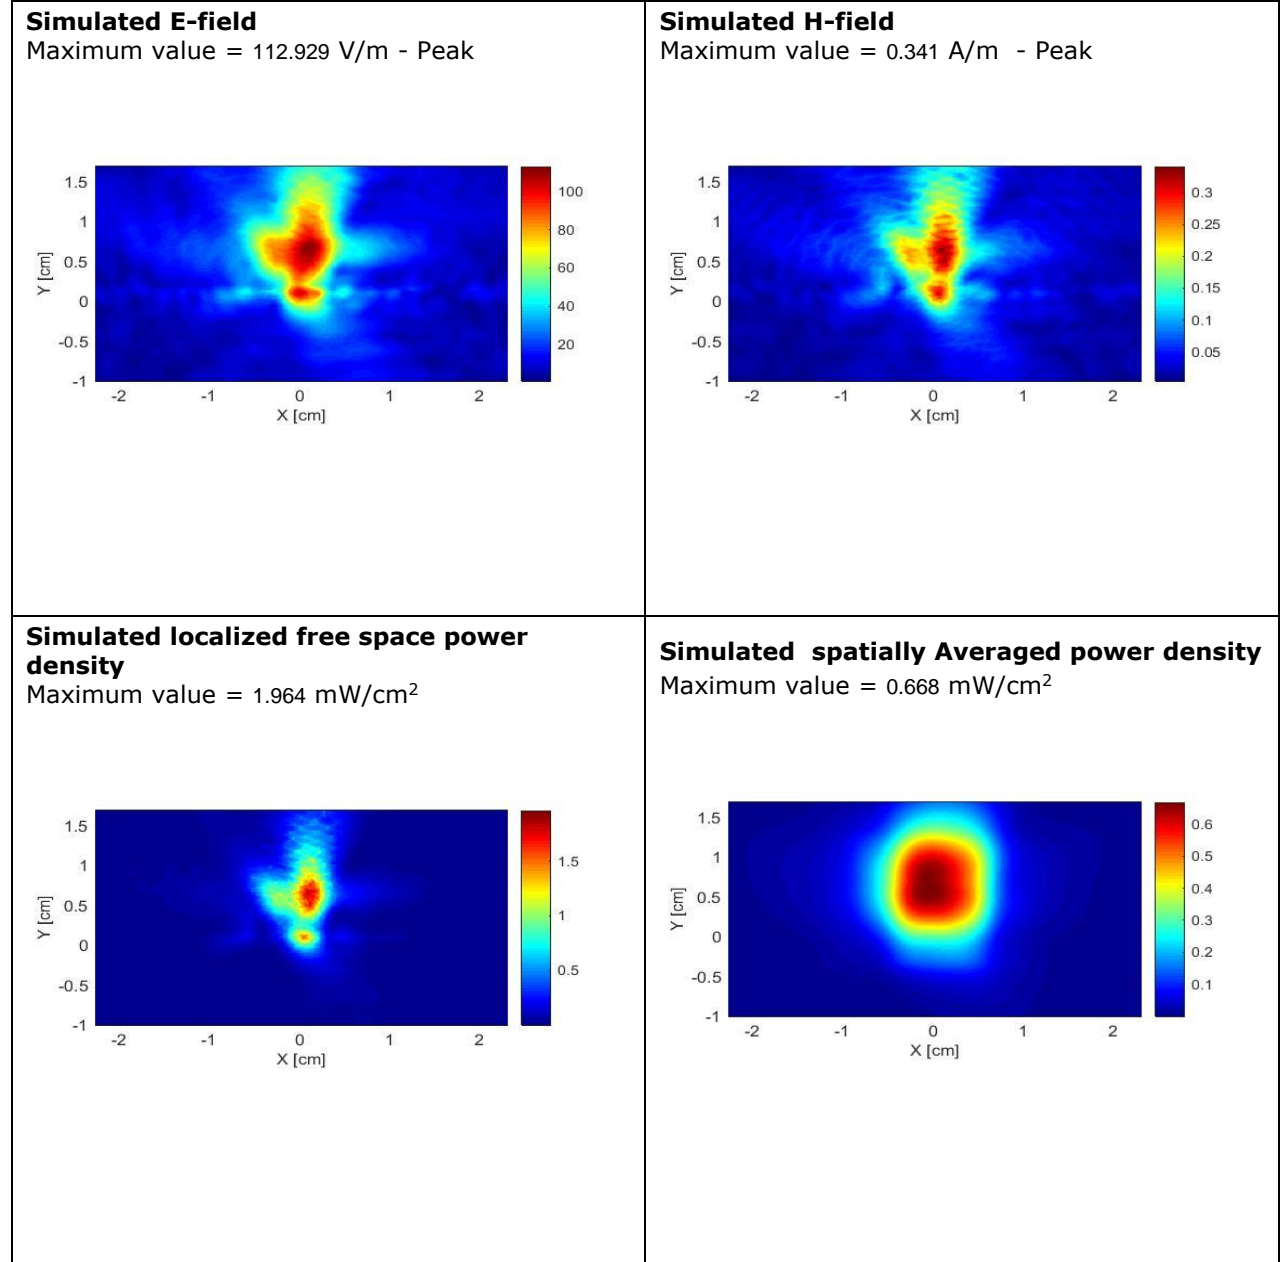 Simulated E-field
Maximum value = 112.929 V/m - Peak
1.5
1
0.5
0
-0.5
-1
Y [cm]
-2 -1 0 1 2
X [cm]
100
80
60
40
20
Simulated H-field
Maximum value = 0.341 A/m - Peak
1.5
1
0.5
0
-0.5
-1
Y [cm]
-2 -1 0 1 2
X [cm]
0.3
0.25
0.2
0.15
0.1
0.05
Simulated localized free space power
density
Maximum value = 1.964 mW/cm²
1.5
1
0.5
0
-0.5
-1
Y [cm]
-2 -1 0 1 2
X [cm]
1.5
1
0.5
Simulated spatially Averaged power density
Maximum value = 0.668 mW/cm²
1.5
1
0.5
0
-0.5
-1
Y [cm]
-2 -1 0 1 2
X [cm]
0.6
0.5
0.4
0.3
0.2
0.1